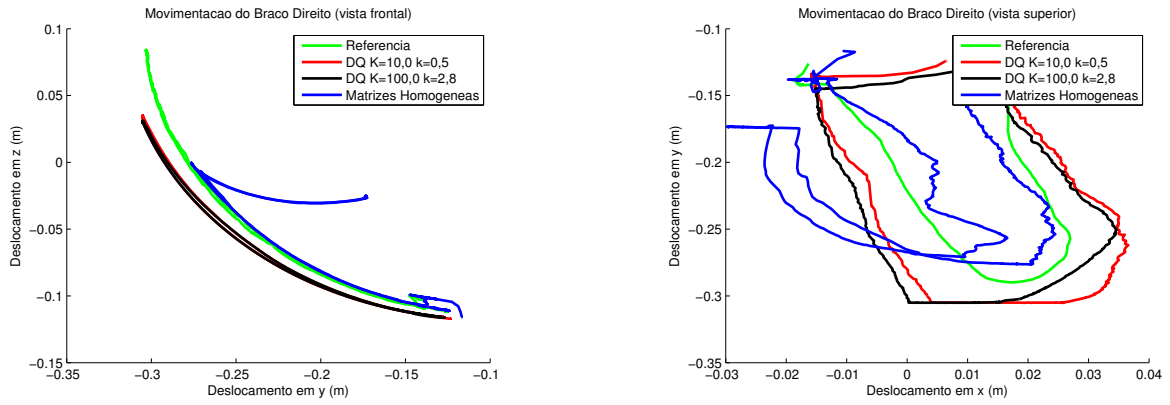 Movimentacao do Braco Direito (vista frontal)
0.1
0.05
0
−0.05
−0.1
−0.15
Deslocamento em z (m)
−0.35
−0.3
−0.25
−0.2
−0.15
−0.1
Deslocamento em y (m)
Referencia
DQ K=10,0 k=0,5
DQ K=100,0 k=2,8
Matrizes Homogeneas
Movimentacao do Braco Direito (vista superior)
−0.1
−0.15
−0.2
−0.25
−0.3
−0.35
Deslocamento em y (m)
−0.03
−0.02
−0.01
0
0.01
0.02
0.03
0.04
Deslocamento em x (m)
Referencia
DQ K=10,0 k=0,5
DQ K=100,0 k=2,8
Matrizes Homogeneas